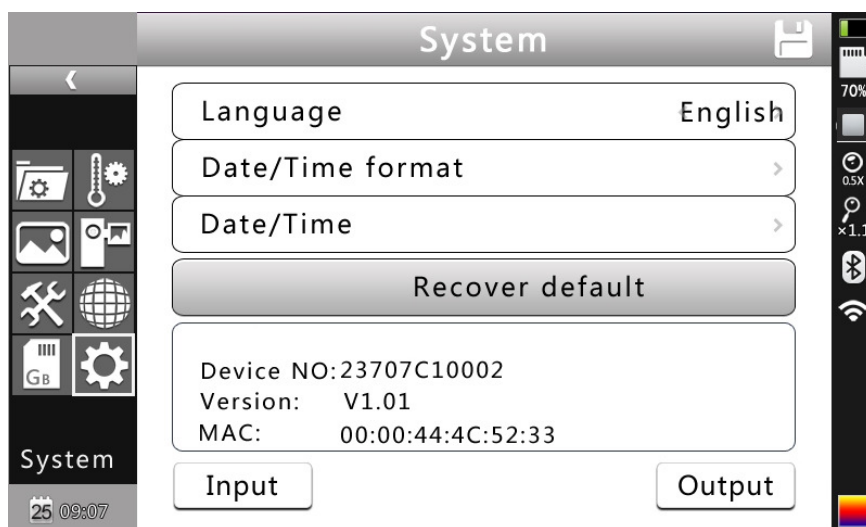 System
Language English
Date/Time format
Date/Time
Recover default
Device NO:23707C10002
Version: V1.01
MAC: 00:00:44:4C:52:33
Input Output
GB
System
25 09:07
70%
0.5X
×1.1